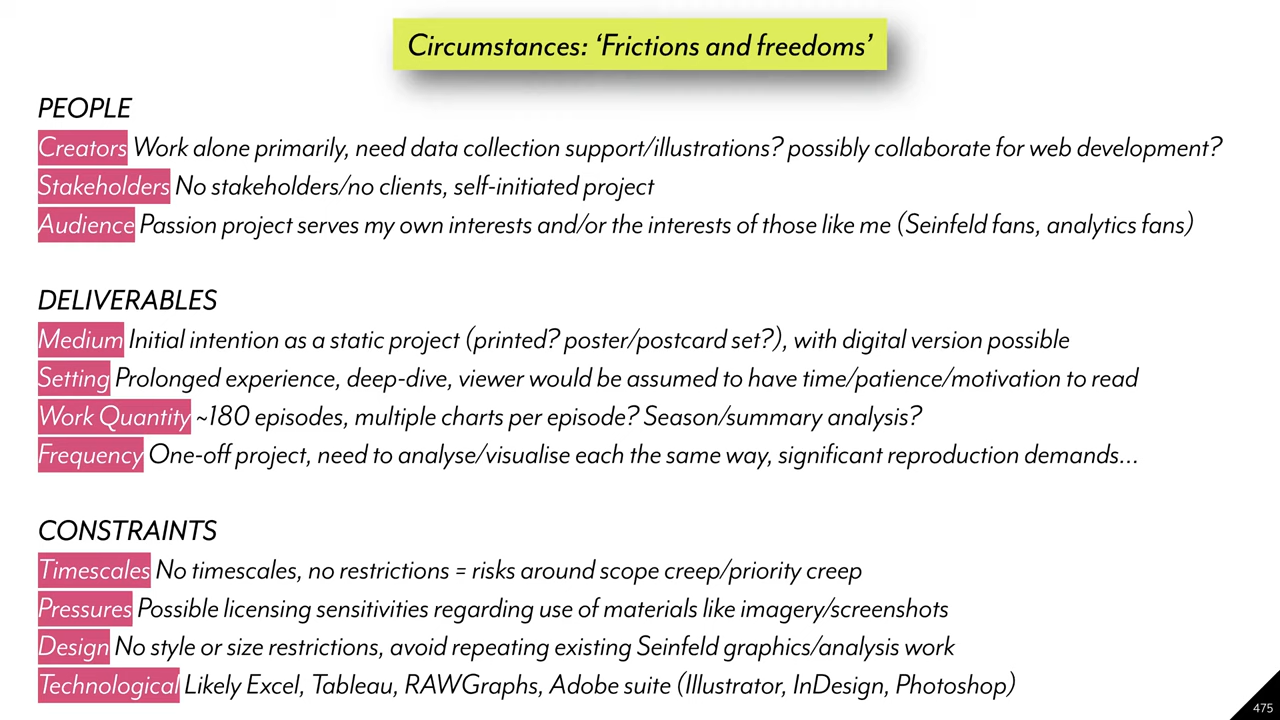 Circumstances: ‘Frictions and freedoms’
PEOPLE
Creators Work alone primarily, need data collection support/illustrations? possibly collaborate for web development?
Stakeholders No stakeholders/no clients, self-initiated project
Audience Passion project serves my own interests and/or the interests of those like me (Seinfeld fans, analytics fans)
DELIVERABLES
Medium Initial intention as a static project (printed? poster/postcard set?), with digital version possible
Setting Prolonged experience, deep-dive, viewer would be assumed to have time/patience/motivation to read
Work Quantity ~180 episodes, multiple charts per episode? Season/summary analysis?
Frequency One-off project, need to analyse/visualise each the same way, significant reproduction demands...
CONSTRAINTS
Timescales No timescales, no restrictions = risks around scope creep/priority creep
Pressures Possible licensing sensitivities regarding use of materials like imagery/screenshots
Design No style or size restrictions, avoid repeating existing Seinfeld graphics/analysis work
Technological Likely Excel, Tableau, RAWGraphs, Adobe suite (Illustrator, InDesign, Photoshop)
475